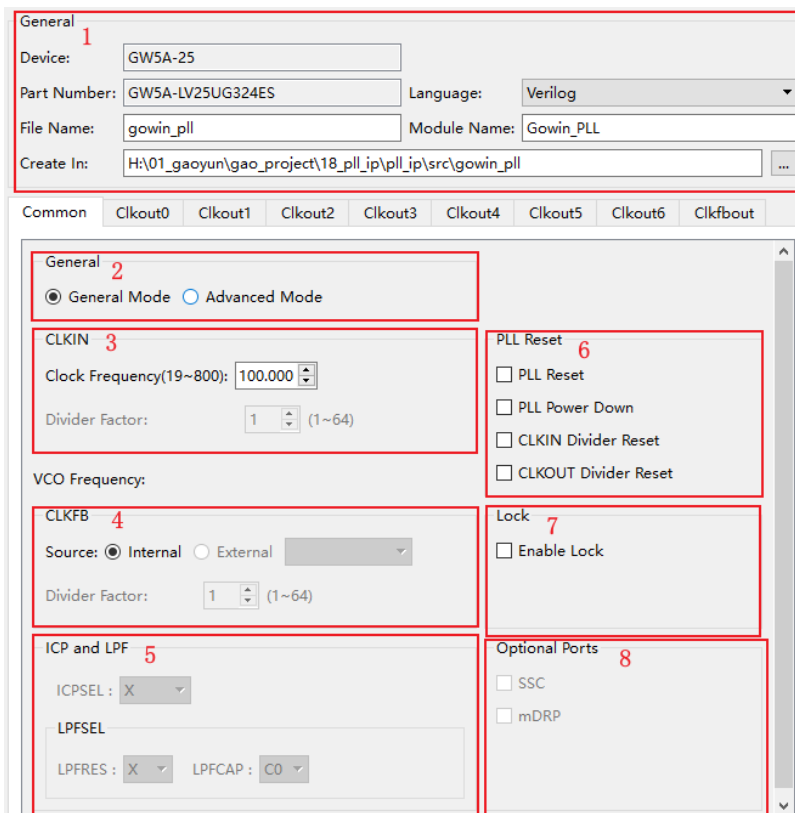 General
1
Device: GW5A-25
Part Number: GW5A-LV25UG324ES Language: Verilog
File Name: gowin_pll Module Name: Gowin_PLL
Create In: H:\01_gaoyun\gao_project\18_pll_ip\pll_ip\src\gowin_pll ...
Common Clkout0 Clkout1 Clkout2 Clkout3 Clkout4 Clkout5 Clkout6 Clkfbout
General 2
General Mode Advanced Mode
CLKIN 3
Clock Frequency(19~800): 100.000
Divider Factor: 1 (1~64)
VCO Frequency:
CLKFB 4
Source: Internal External
Divider Factor: 1 (1~64)
ICP and LPF 5
ICPSEL : X
LPFSEL
LPFRES : X LPFCAP : C0
PLL Reset 6
PLL Reset
PLL Power Down
CLKIN Divider Reset
CLKOUT Divider Reset
Lock 7
Enable Lock
Optional Ports 8
SSC
mDRP